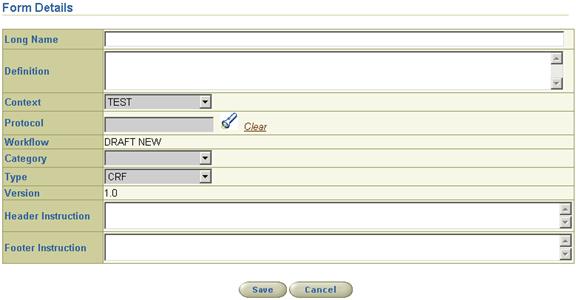 Form Details
Long Name
Definition
Context TEST
Protocol Clear
Workflow DRAFT NEW
Category
Type CRF
Version 1.0
Header Instruction
Footer Instruction
Save Cancel